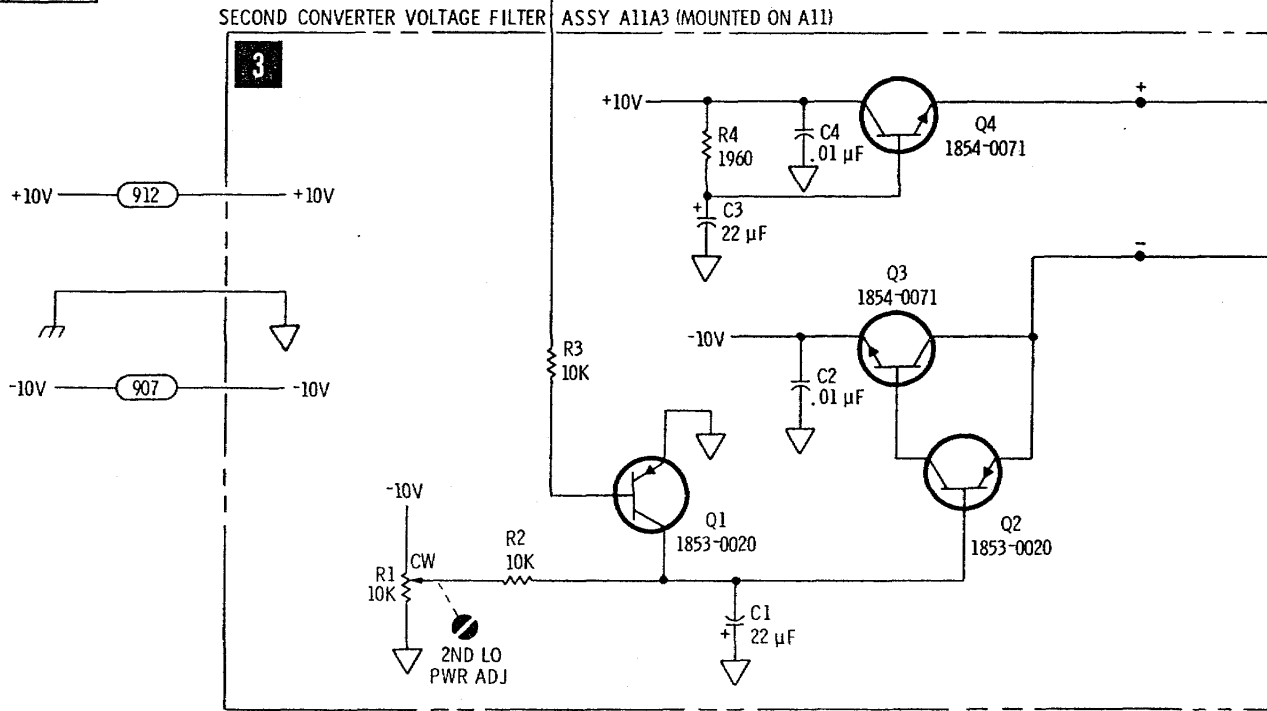 SECOND CONVERTER VOLTAGE FILTER ASSY A11A3 (MOUNTED ON A11)
3
+10V
R4
1960
C4
.01 µF
Q4
1854-0071
+
+10V
912
+10V
+
C3
22 µF
-
Q3
1854-0071
-10V
C2
.01 µF
R3
10K
-10V
907
-10V
-10V
Q1
1853-0020
Q2
1853-0020
R1
10K
CW
R2
10K
C1
+
22 µF
2ND LO
PWR ADJ